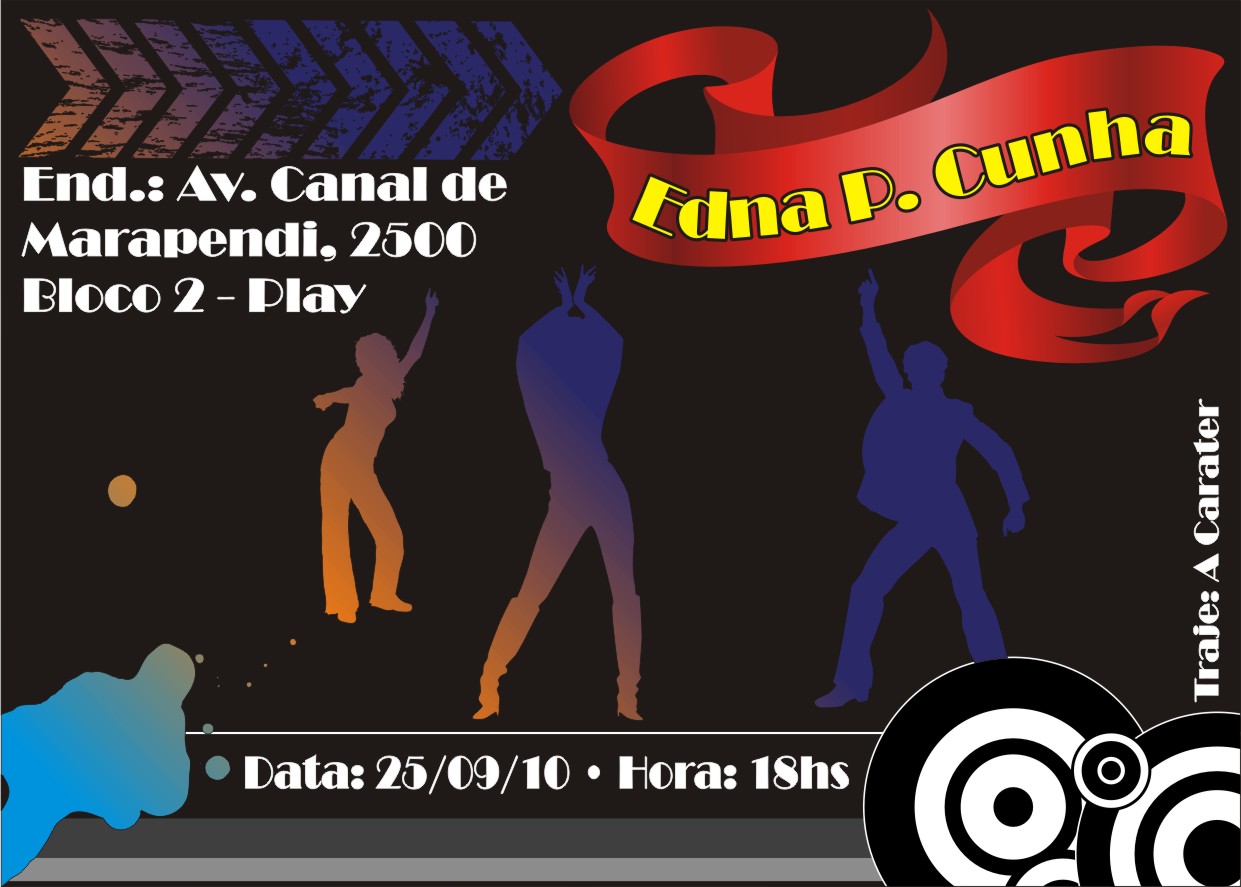 End.: Av. Canal de
Marapendi, 2500
Bloco 2 - Play
Edna P. Cunha
Traje: A Carater
Data: 25/09/10 • Hora: 18hs